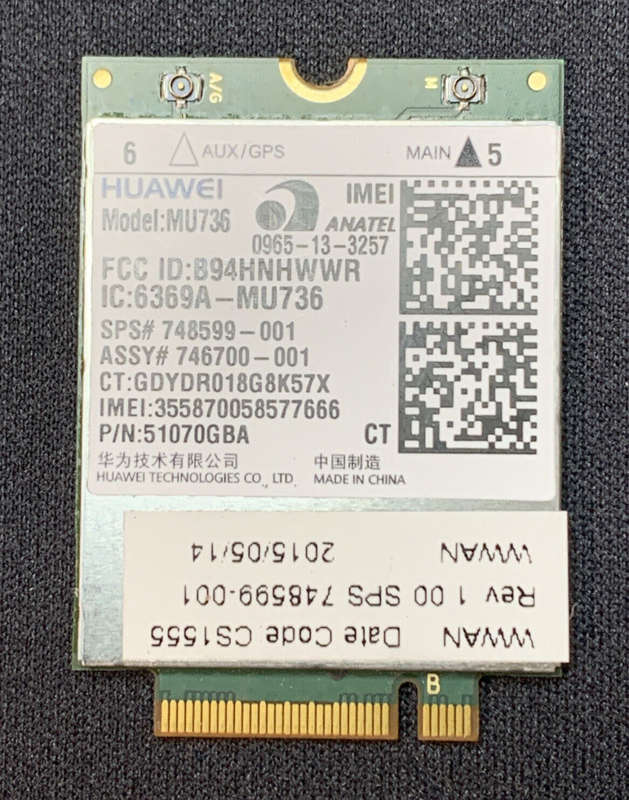 A/G M
6 AUX/GPS MAIN 5
HUAWEI IMEI
Model:MU736 ANATEL
0965-13-3257
FCC ID:B94HNHWWR
IC:6369A-MU736
SPS# 748599-001
ASSY# 746700-001
CT:GDYDR018G8K57X
IMEI:355870058577666
P/N:51070GBA CT
华为技术有限公司 中国制造
HUAWEI TECHNOLOGIES CO., LTD. MADE IN CHINA
WWAN Date Code CS1555
Rev 1.00 SPS 748599-001
WWAN 2015/05/14
B